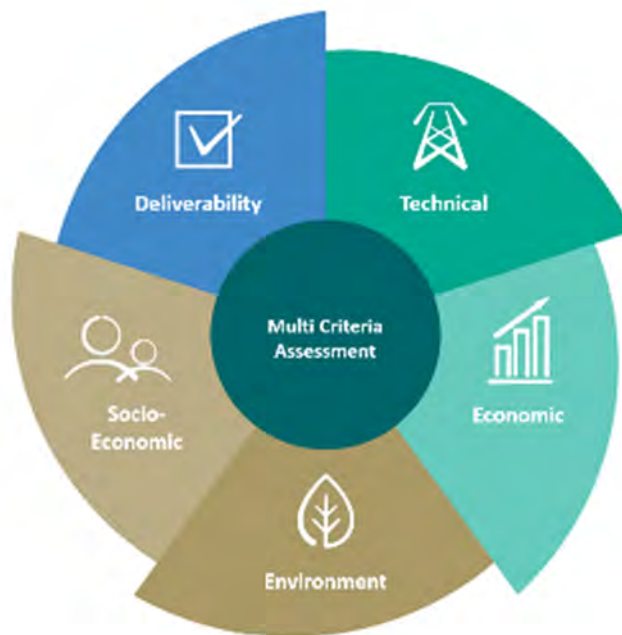 Deliverability
Technical
Multi Criteria
Assessment
Socio-
Economic
Economic
Environment